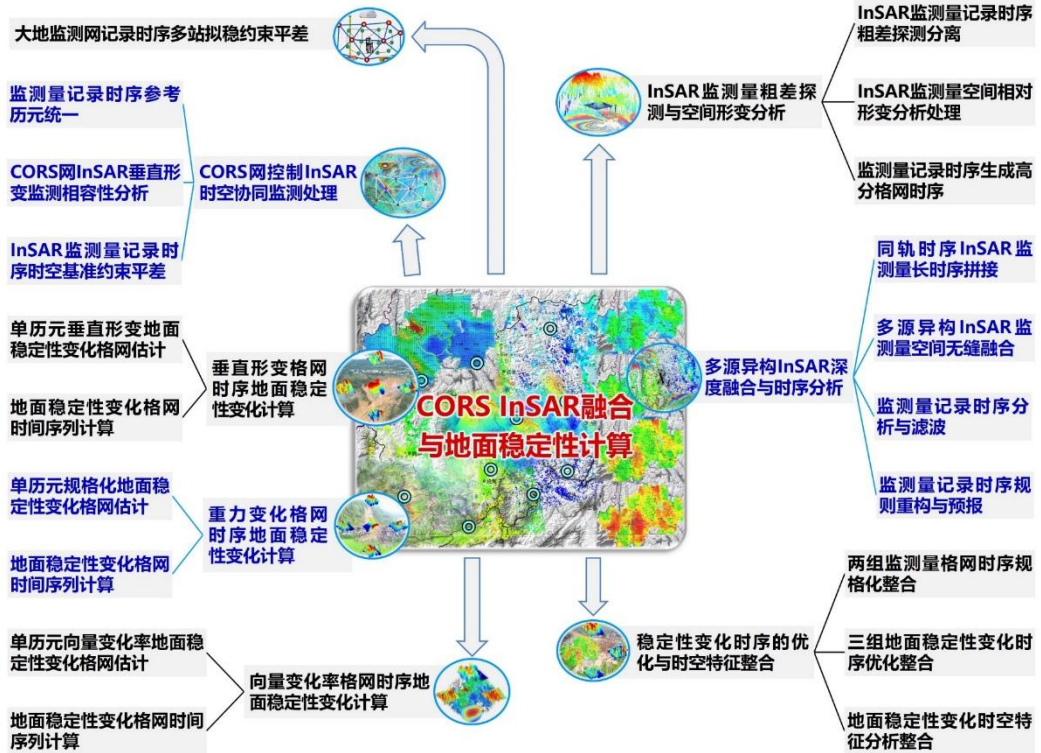 大地监测网记录时序多站拟稳约束平差
监测量记录时序参考
历元统一
CORS网InSAR垂直形
变监测相容性分析
InSAR监测量记录时
序时空基准约束平差
CORS网控制InSAR
时空协同监测处理
单历元垂直形变地面
稳定性变化格网估计
地面稳定性变化格网
时间序列计算
垂直形变格网
时序地面稳定
性变化计算
单历元规格化地面稳
定性变化格网估计
地面稳定性变化格网
时间序列计算
重力变化格网
时序地面稳定
性变化计算
单历元向量变化率地面稳
定性变化格网估计
地面稳定性变化格网时间
序列计算
向量变化率格网时序地
面稳定性变化计算
CORS InSAR融合
与地面稳定性计算
InSAR监测量粗差探
测与空间形变分析
InSAR监测量记录时序
粗差探测分离
InSAR监测量空间相对
形变分析处理
监测量记录时序生成高
分格网时序
多源异构InSAR深
度融合与时序分析
同轨时序InSAR监
测量长时序拼接
多源异构InSAR监
测量空间无缝融合
监测量记录时序分
析与滤波
监测量记录时序规
则重构与预报
稳定性变化时序的优
化与时空特征整合
两组监测量格网时序规
格化整合
三组地面稳定性变化时
序优化整合
地面稳定性变化时空特
征分析整合